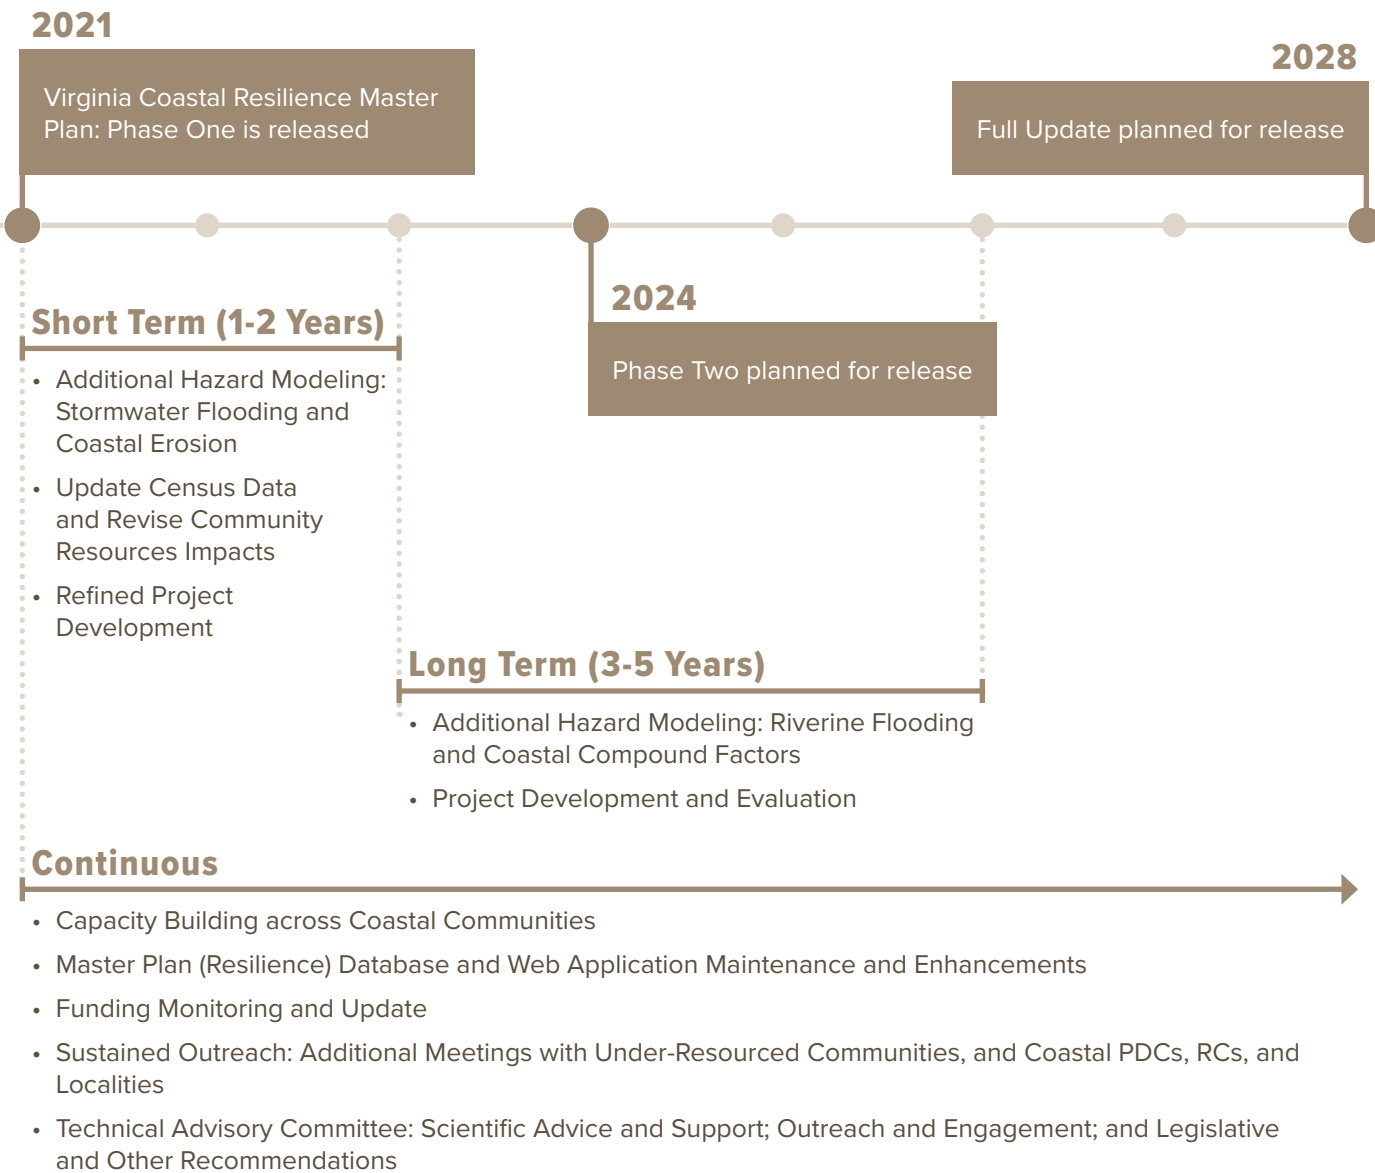 2021
Virginia Coastal Resilience Master
Plan: Phase One is released
2028
Full Update planned for release
2024
Phase Two planned for release
Short Term (1-2 Years)
• Additional Hazard Modeling:
Stormwater Flooding and
Coastal Erosion
• Update Census Data
and Revise Community
Resources Impacts
• Refined Project
Development
Long Term (3-5 Years)
• Additional Hazard Modeling: Riverine Flooding
and Coastal Compound Factors
• Project Development and Evaluation
Continuous
• Capacity Building across Coastal Communities
• Master Plan (Resilience) Database and Web Application Maintenance and Enhancements
• Funding Monitoring and Update
• Sustained Outreach: Additional Meetings with Under-Resourced Communities, and Coastal PDCs, RCs, and
Localities
• Technical Advisory Committee: Scientific Advice and Support; Outreach and Engagement; and Legislative
and Other Recommendations